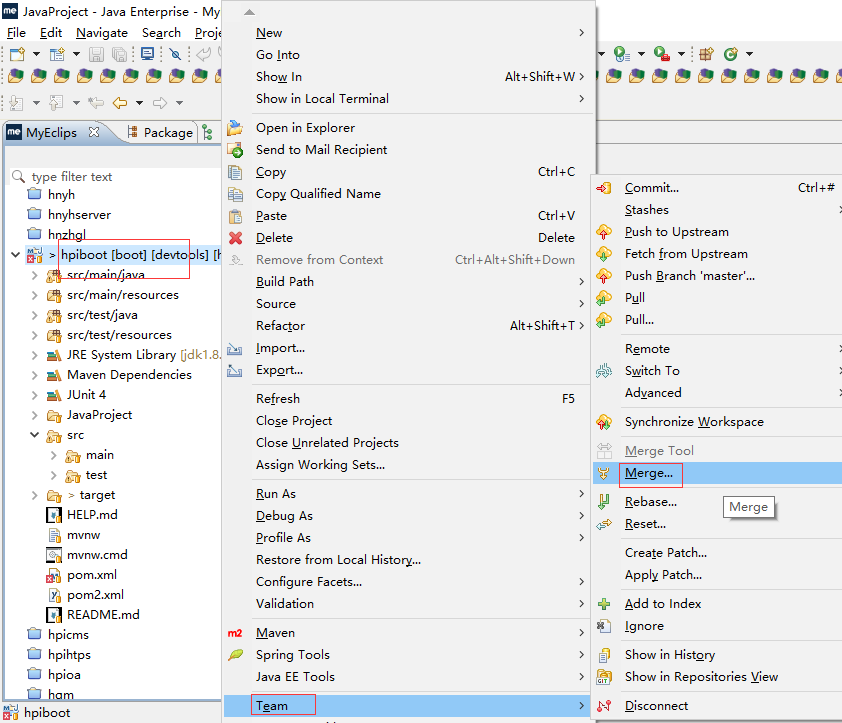 me JavaProject - Java Enterprise - My
File Edit Navigate Search Proje
me MyEclips Package
type filter text
hnyh
hnyhserver
hnzhgl
> hpiboot [boot] [devtools] [h
src/main/java
src/main/resources
src/test/java
src/test/resources
JRE System Library [jdk1.8.
Maven Dependencies
JUnit 4
JavaProject
src
main
test
> target
HELP.md
mvnw
mvnw.cmd
pom.xml
pom2.xml
README.md
hpicms
hpihtps
hpioa
hqm
hpiboot
New
Go Into
Show In Alt+Shift+W
Show in Local Terminal
Open in Explorer
Send to Mail Recipient
Copy Ctrl+C
Copy Qualified Name
Paste Ctrl+V
Delete Delete
Remove from Context Ctrl+Alt+Shift+Down
Build Path
Source
Refactor Alt+Shift+T
Import...
Export...
Refresh F5
Close Project
Close Unrelated Projects
Assign Working Sets...
Run As
Debug As
Profile As
Restore from Local History...
Configure Facets...
Validation
m2 Maven
Spring Tools
Java EE Tools
Team
Commit... Ctrl+#
Stashes
Push to Upstream
Fetch from Upstream
Push Branch 'master'...
Pull
Pull...
Remote
Switch To
Advanced
Synchronize Workspace
Merge Tool
Merge...
Rebase...
Merge
Reset...
Create Patch...
Apply Patch...
Add to Index
Ignore
Show in History
GIT Show in Repositories View
Disconnect